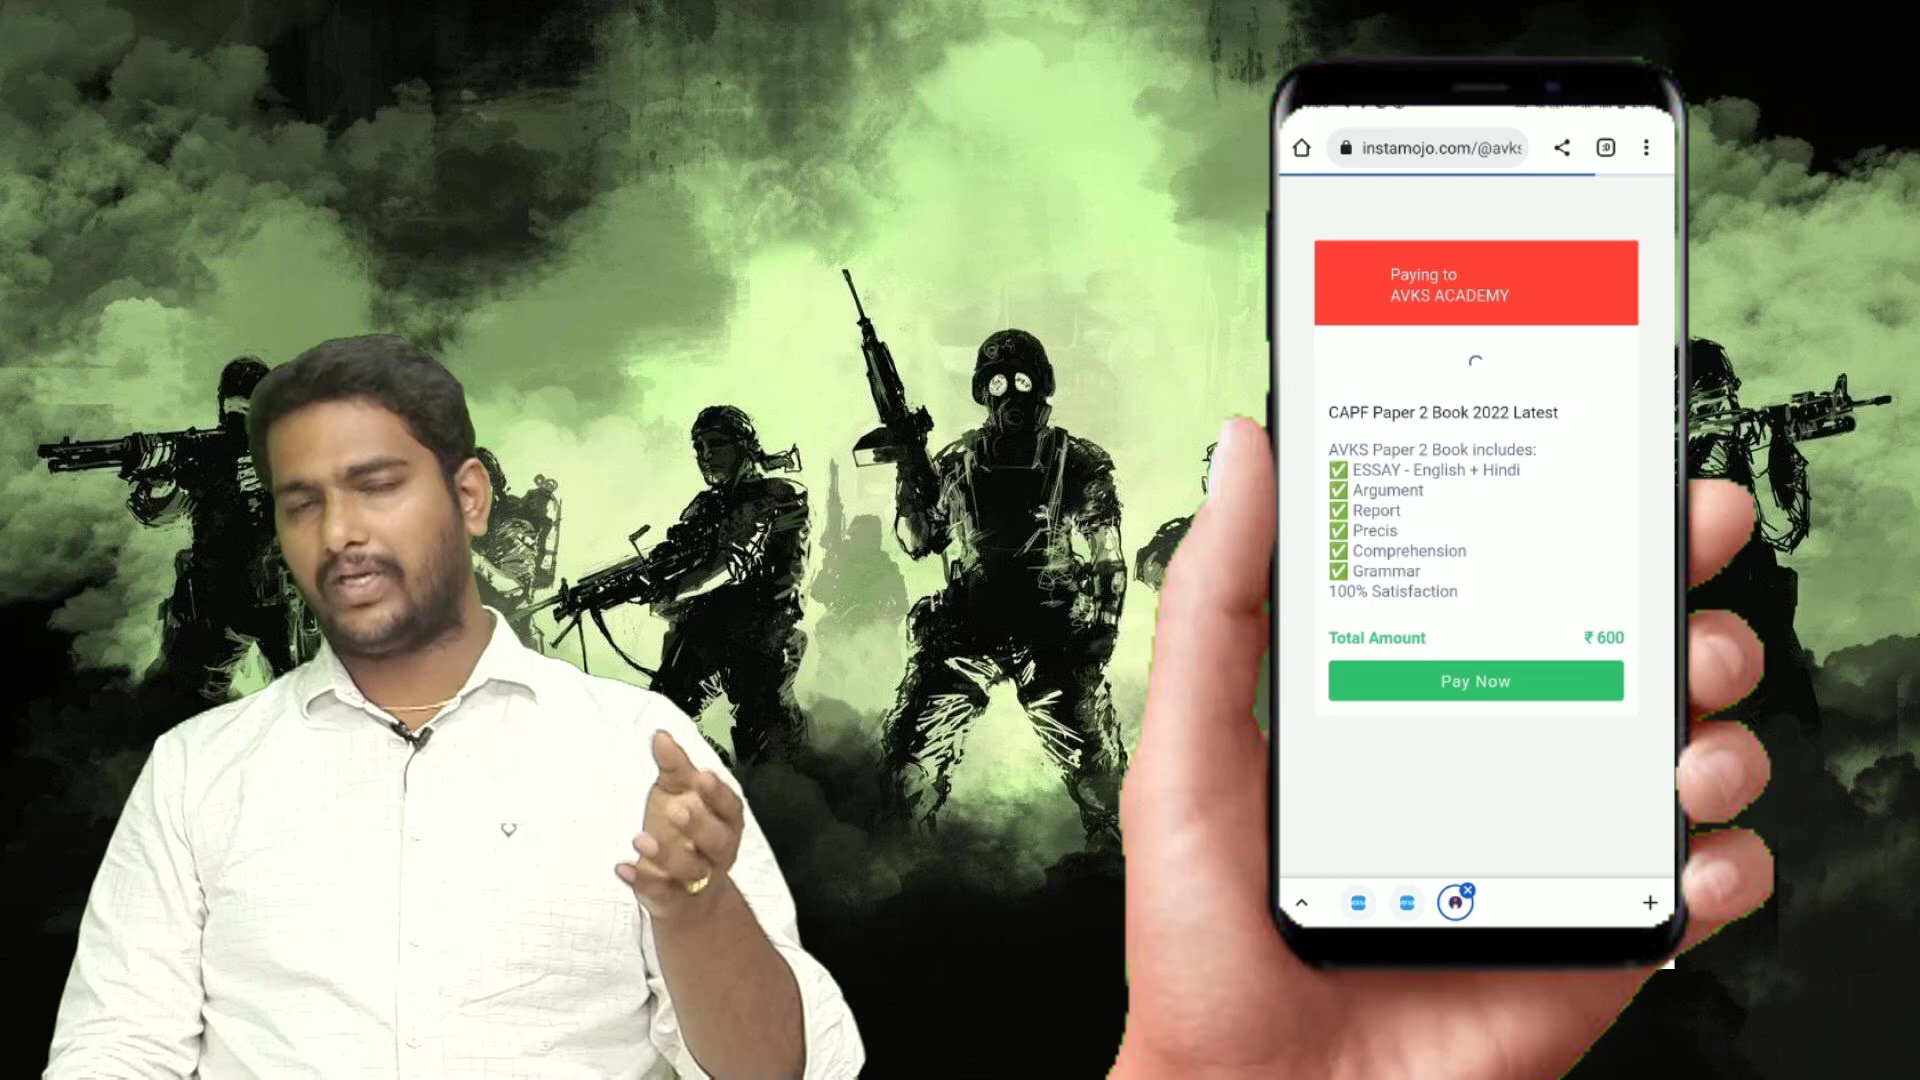 instamojo.com/@avks
Paying to
AVKS ACADEMY
CAPF Paper 2 Book 2022 Latest
AVKS Paper 2 Book includes:
✅ ESSAY - English + Hindi
✅ Argument
✅ Report
✅ Precis
✅ Comprehension
✅ Grammar
100% Satisfaction
Total Amount ₹ 600
Pay Now